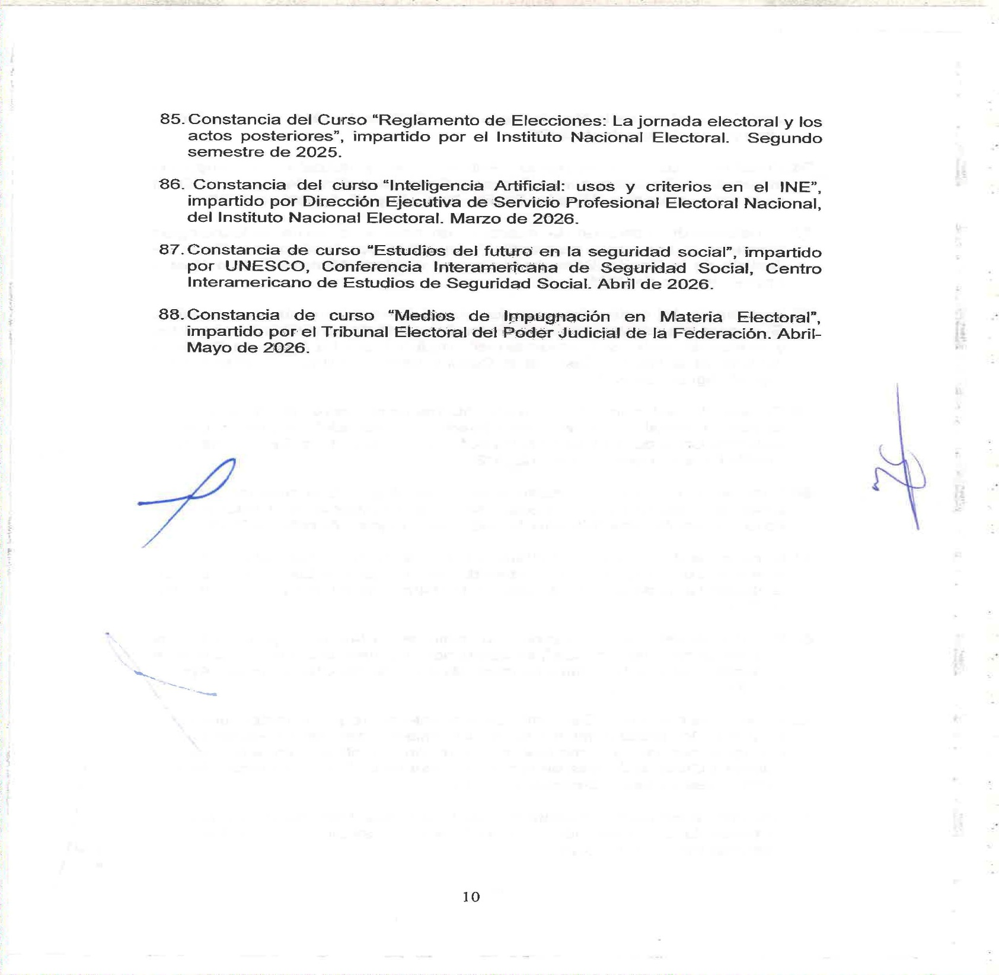 85. Constancia del Curso “Reglamento de Elecciones: La jornada electoral y los
actos posteriores”, impartido por el Instituto Nacional Electoral. Segundo
semestre de 2025.
86. Constancia del curso “Inteligencia Artificial: usos y criterios en el INE”,
impartido por Dirección Ejecutiva de Servicio Profesional Electoral Nacional,
del Instituto Nacional Electoral. Marzo de 2026.
87. Constancia de curso “Estudios del futuro en la seguridad social”, impartido
por UNESCO, Conferencia Interamericana de Seguridad Social, Centro
Interamericano de Estudios de Seguridad Social. Abril de 2026.
88. Constancia de curso “Medios de Impugnación en Materia Electoral”,
impartido por el Tribunal Electoral del Poder Judicial de la Federación. Abril-
Mayo de 2026.
10